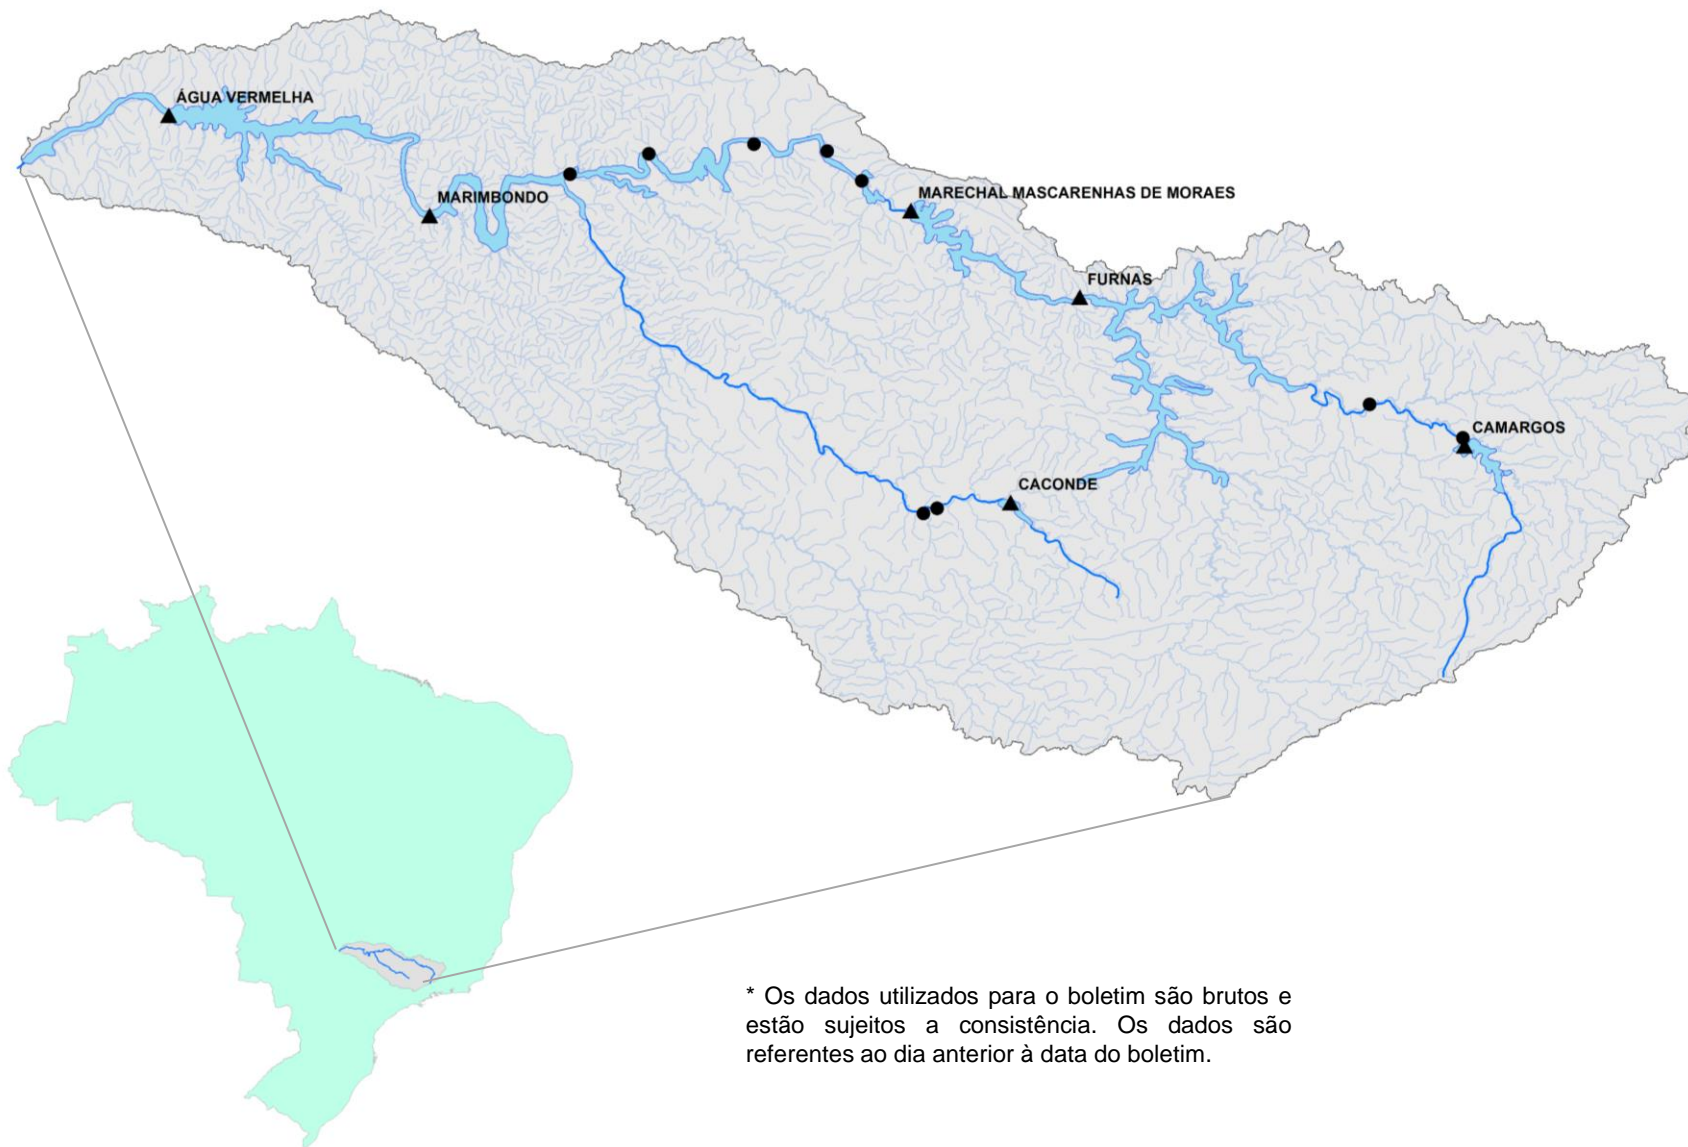 ÁGUA VERMELHA
MARIMBONDO
MARECHAL MASCARENHAS DE MORAES
FURNAS
CAMARGOS
CACONDE
* Os dados utilizados para o boletim são brutos e
estão sujeitos a consistência. Os dados são
referentes ao dia anterior à data do boletim.